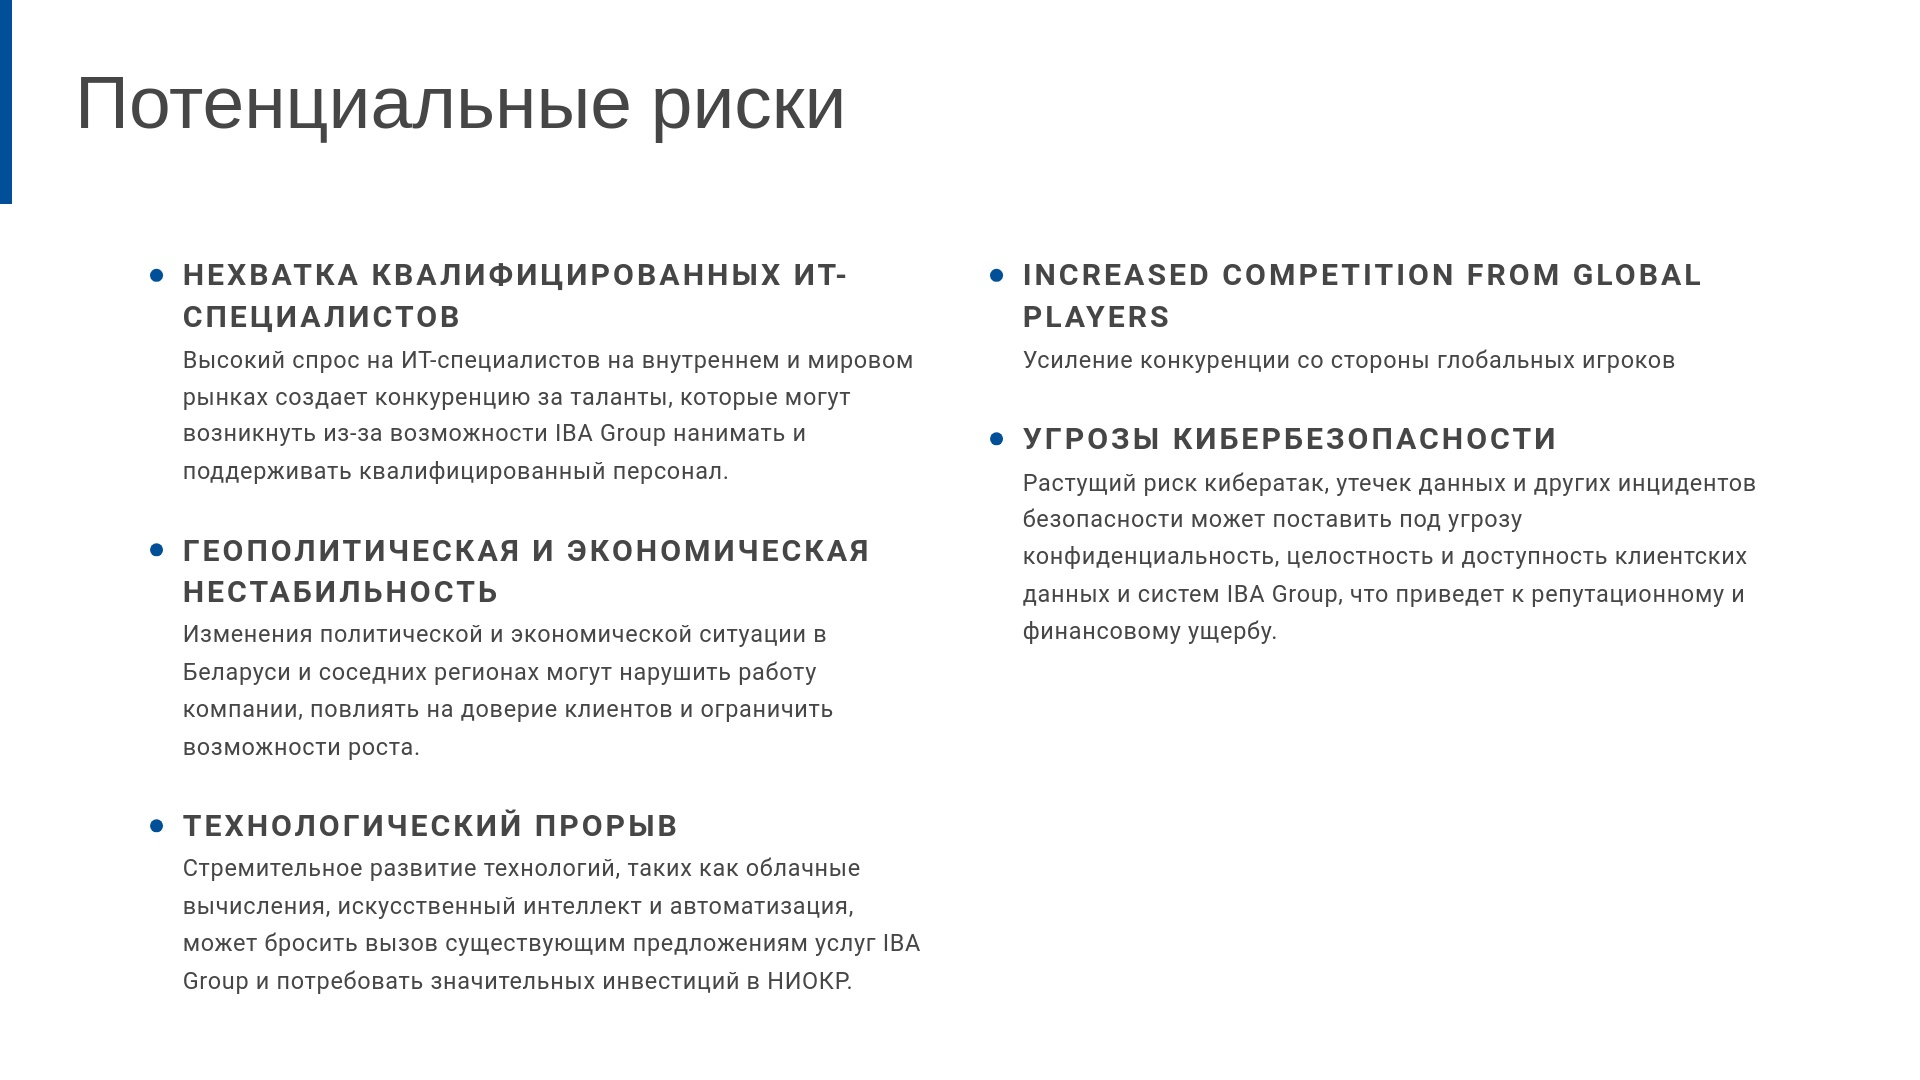 Потенциальные риски
НЕХВАТКА КВАЛИФИЦИРОВАННЫХ ИТ-
СПЕЦИАЛИСТОВ
Высокий спрос на ИТ-специалистов на внутреннем и мировом
рынках создает конкуренцию за таланты, которые могут
возникнуть из-за возможности IBA Group нанимать и
поддерживать квалифицированный персонал.
ГЕОПОЛИТИЧЕСКАЯ И ЭКОНОМИЧЕСКАЯ
НЕСТАБИЛЬНОСТЬ
Изменения политической и экономической ситуации в
Беларуси и соседних регионах могут нарушить работу
компании, повлиять на доверие клиентов и ограничить
возможности роста.
ТЕХНОЛОГИЧЕСКИЙ ПРОРЫВ
Стремительное развитие технологий, таких как облачные
вычисления, искусственный интеллект и автоматизация,
может бросить вызов существующим предложениям услуг IBA
Group и потребовать значительных инвестиций в НИОКР.
INCREASED COMPETITION FROM GLOBAL
PLAYERS
Усиление конкуренции со стороны глобальных игроков
УГРОЗЫ КИБЕРБЕЗОПАСНОСТИ
Растущий риск кибератак, утечек данных и других инцидентов
безопасности может поставить под угрозу
конфиденциальность, целостность и доступность клиентских
данных и систем IBA Group, что приведет к репутационному и
финансовому ущербу.